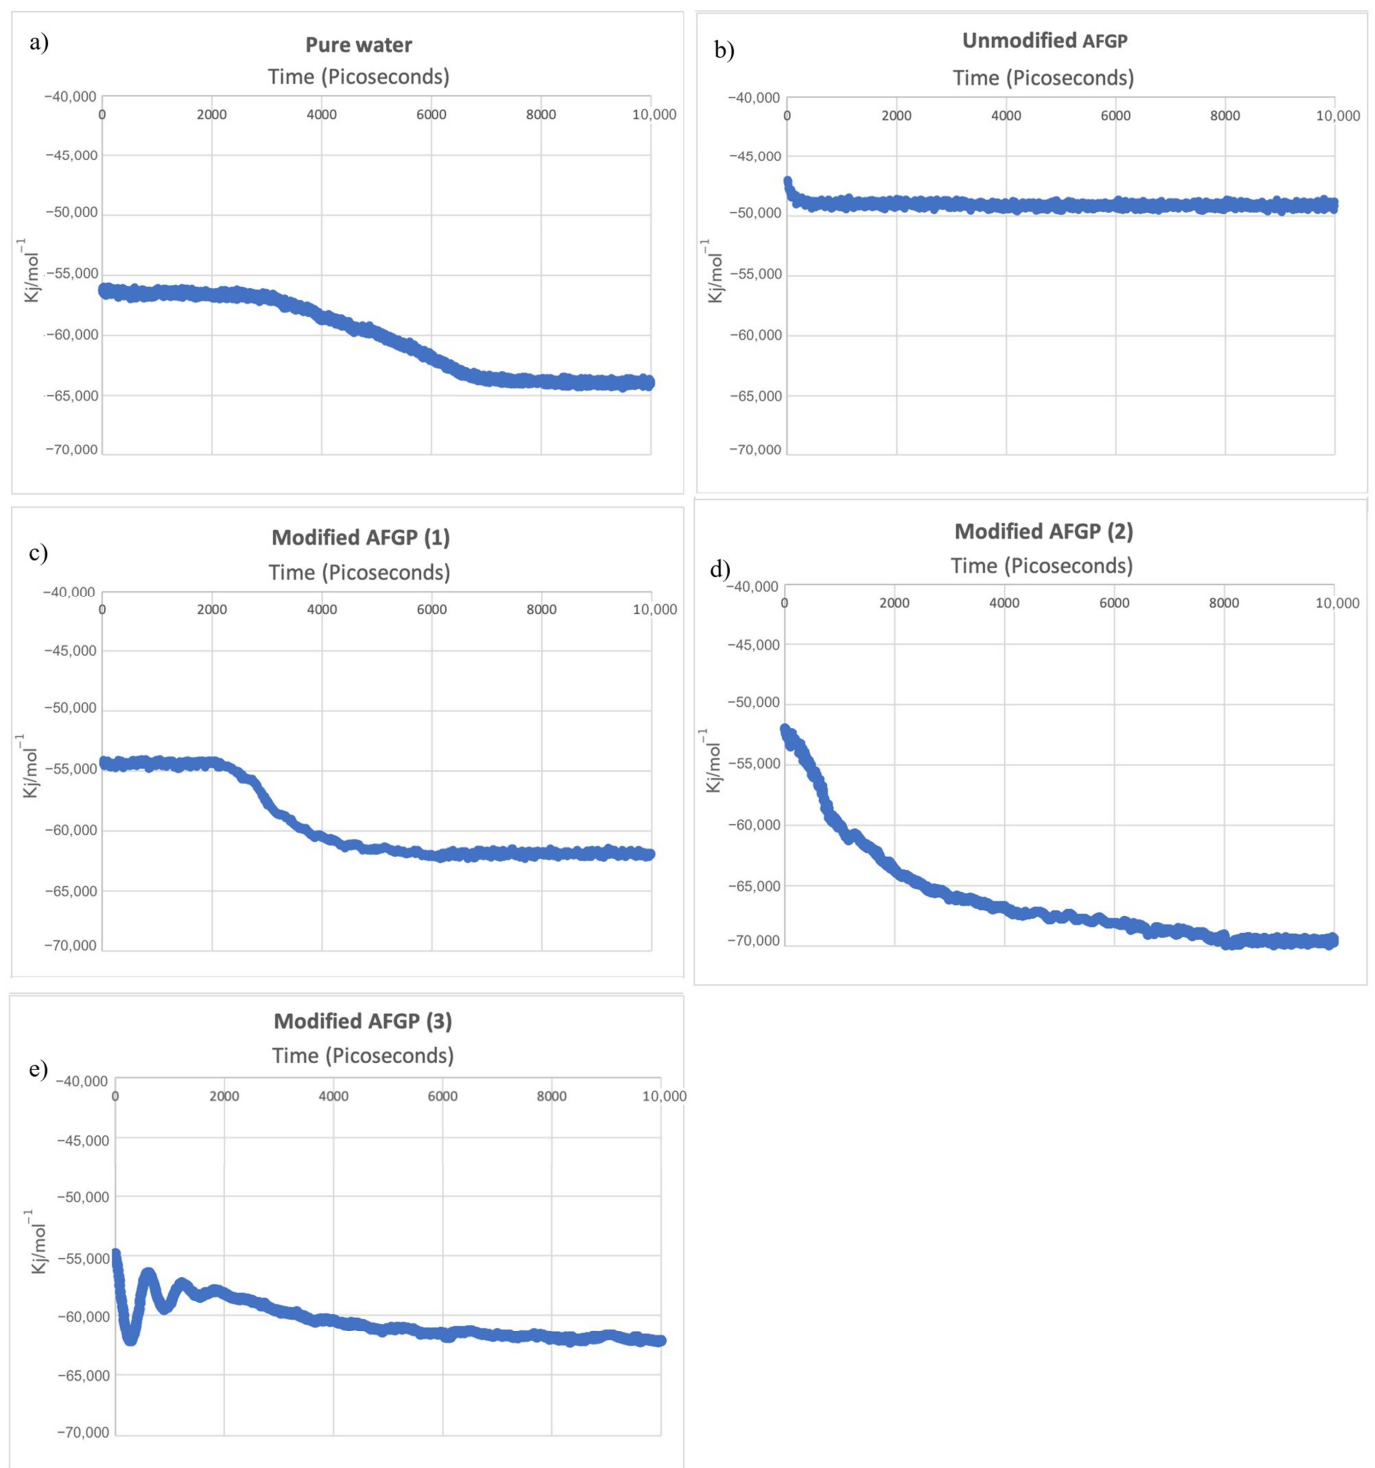 a)
Pure water
Time (Picoseconds)
−40,000
0 2000 4000 6000 8000 10,000
−45,000
−50,000
−55,000
−60,000
−65,000
−70,000
Kj/mol−1
b)
Unmodified AFGP
Time (Picoseconds)
−40,000
0 2000 4000 6000 8000 10,000
−45,000
−50,000
−55,000
−60,000
−65,000
−70,000
Kj/mol−1
c)
Modified AFGP (1)
Time (Picoseconds)
−40,000
0 2000 4000 6000 8000 10,000
−45,000
−50,000
−55,000
−60,000
−65,000
−70,000
Kj/mol−1
d)
Modified AFGP (2)
Time (Picoseconds)
−40,000
0 2000 4000 6000 8000 10,000
−45,000
−50,000
−55,000
−60,000
−65,000
−70,000
Kj/mol−1
e)
Modified AFGP (3)
Time (Picoseconds)
−40,000
0 2000 4000 6000 8000 10,000
−45,000
−50,000
−55,000
−60,000
−65,000
−70,000
Kj/mol−1